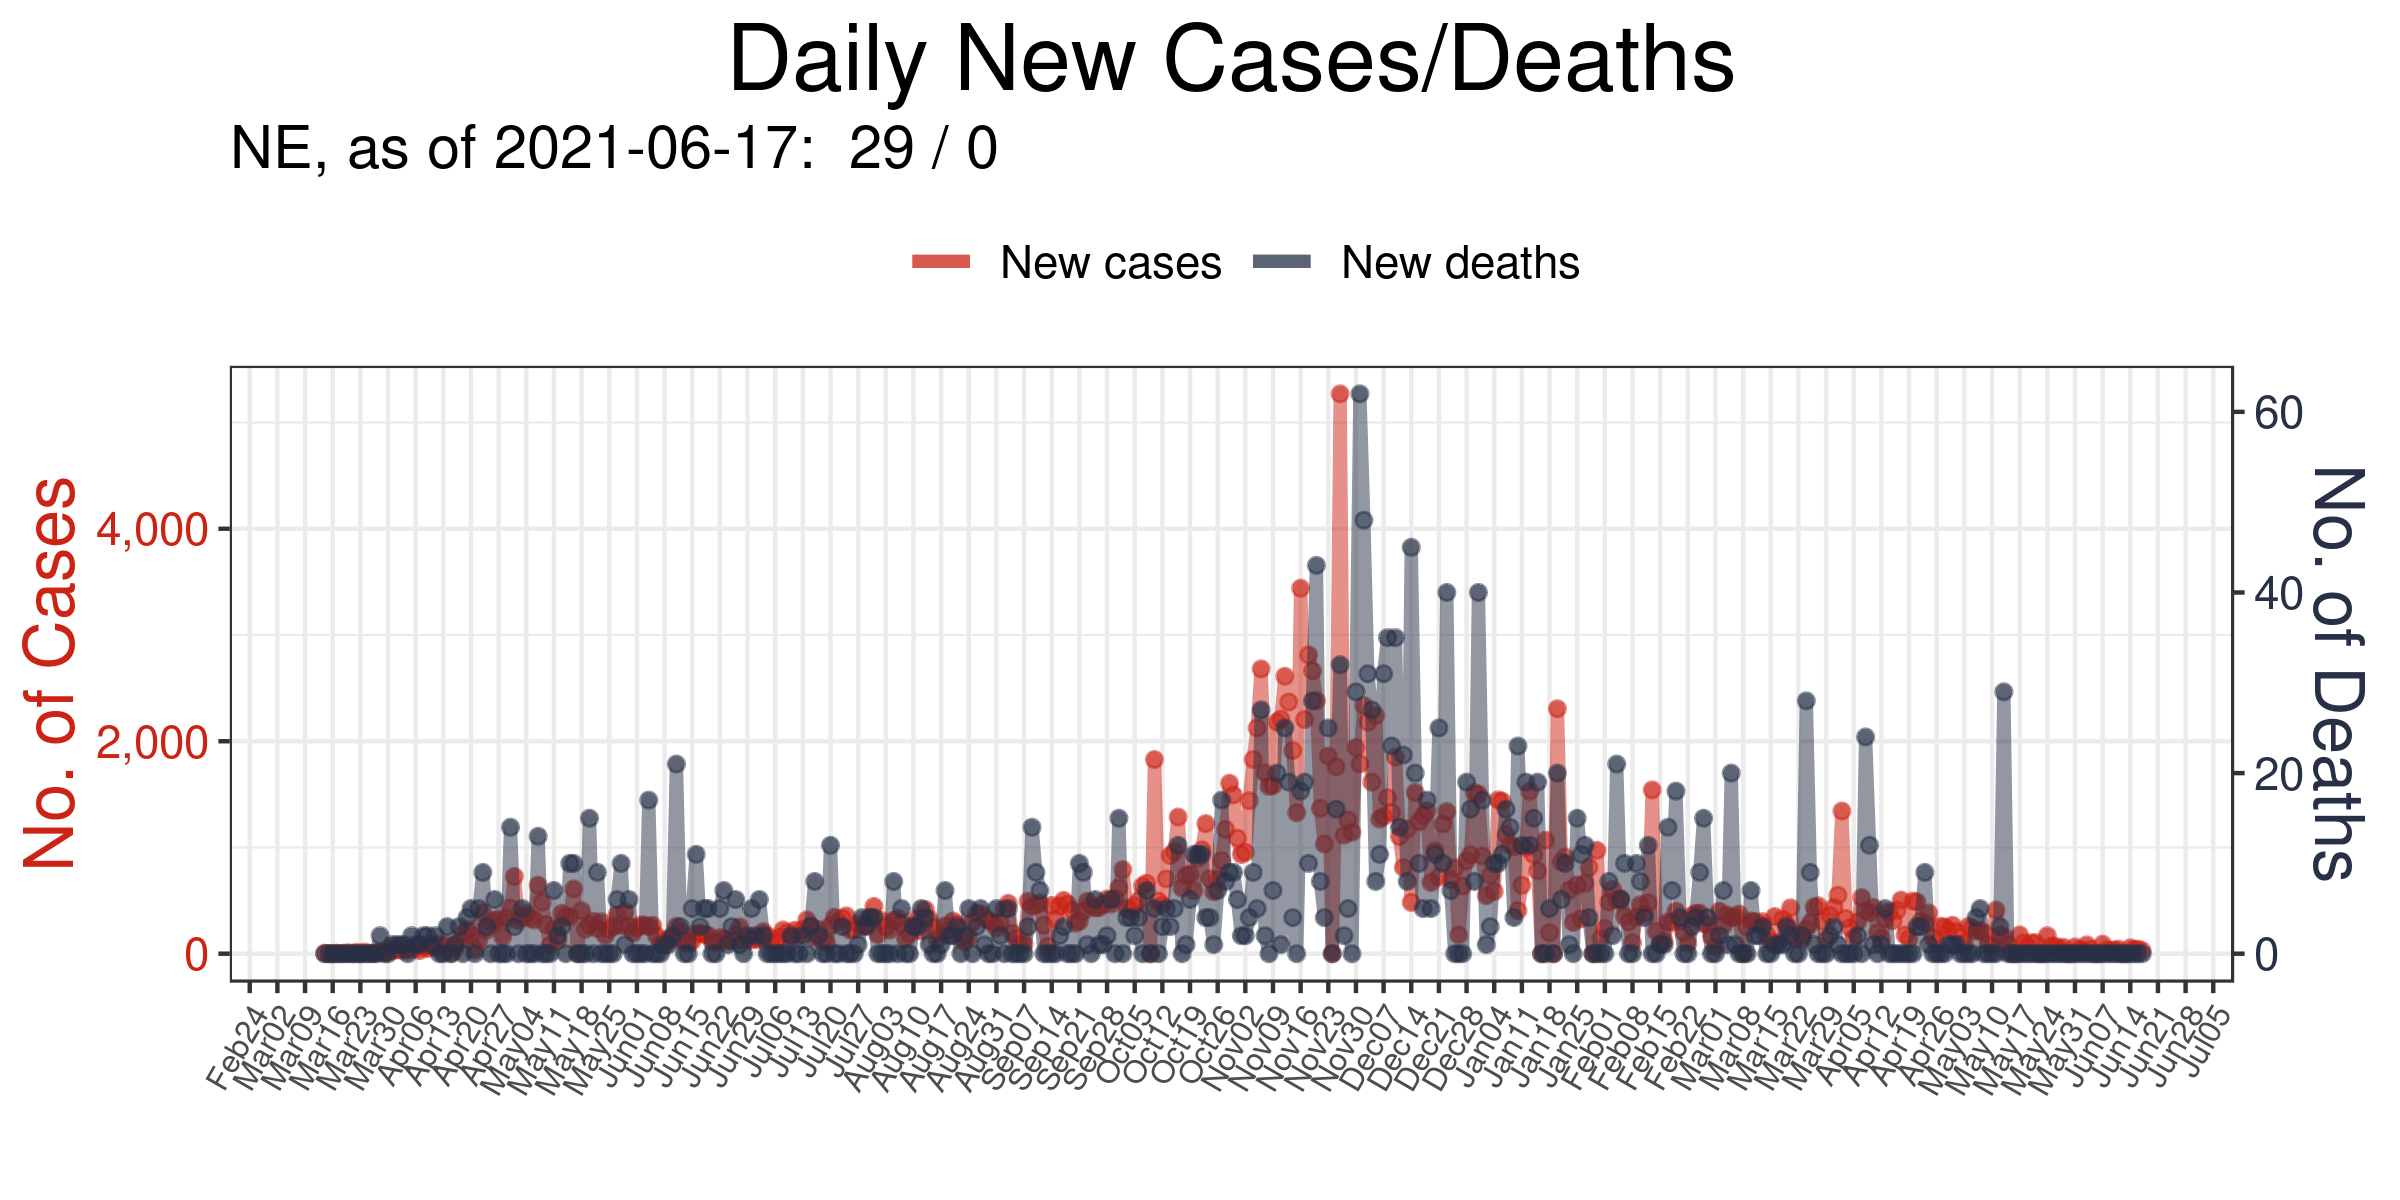 Daily New Cases/Deaths
NE, as of 2021-06-17:  29 / 0
New cases
New deaths
No. of Cases
4,000
2,000
0
60
40
20
0
No. of Deaths
Feb24
Mar02
Mar09
Mar16
Mar23
Mar30
Apr06
Apr13
Apr20
Apr27
May04
May11
May18
May25
Jun01
Jun08
Jun15
Jun22
Jun29
Jul06
Jul13
Jul20
Jul27
Aug03
Aug10
Aug17
Aug24
Aug31
Sep07
Sep14
Sep21
Sep28
Oct05
Oct12
Oct19
Oct26
Nov02
Nov09
Nov16
Nov23
Nov30
Dec07
Dec14
Dec21
Dec28
Jan04
Jan11
Jan18
Jan25
Feb01
Feb08
Feb15
Feb22
Mar01
Mar08
Mar15
Mar22
Mar29
Apr05
Apr12
Apr19
Apr26
May03
May10
May17
May24
May31
Jun07
Jun14
Jun21
Jun28
Jul05